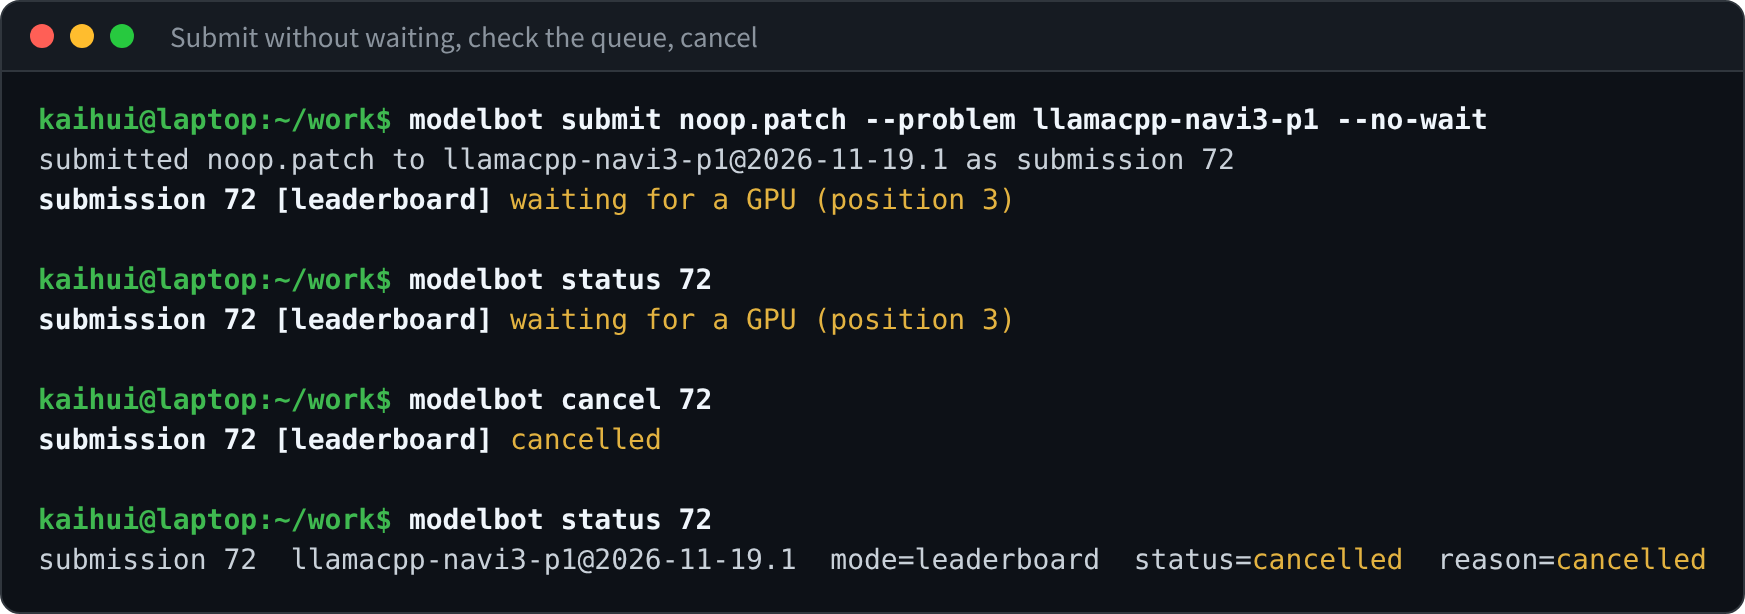 Submit without waiting, check the queue, cancel
kaihui@laptop:~/work$ modelbot submit noop.patch --problem llamacpp-navi3-p1 --no-wait
submitted noop.patch to llamacpp-navi3-p1@2026-11-19.1 as submission 72
submission 72 [leaderboard] waiting for a GPU (position 3)
kaihui@laptop:~/work$ modelbot status 72
submission 72 [leaderboard] waiting for a GPU (position 3)
kaihui@laptop:~/work$ modelbot cancel 72
submission 72 [leaderboard] cancelled
kaihui@laptop:~/work$ modelbot status 72
submission 72  llamacpp-navi3-p1@2026-11-19.1  mode=leaderboard  status=cancelled  reason=cancelled